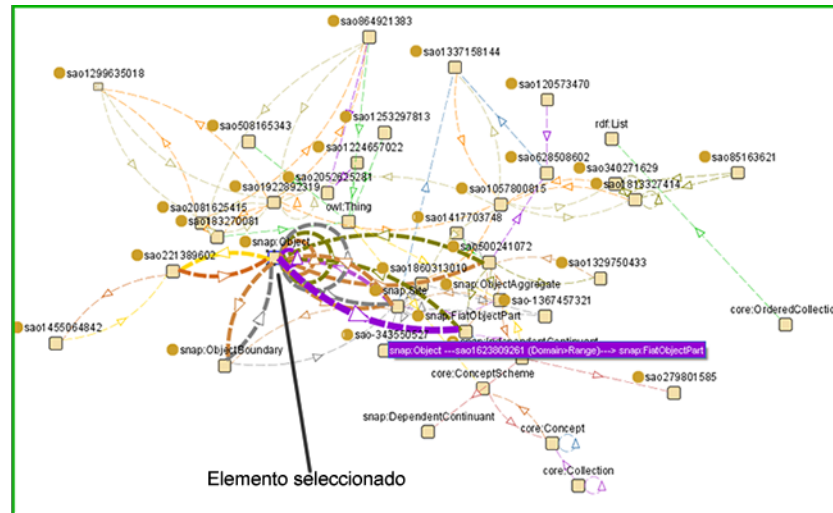 sao864921383
sao1337158144
sao1299635018
sao120573470
sao1253297813
rdf:List
sao508165343
sao1224657022
sao628508602
sao340271629
sao85163621
sao2052625281
sao1922892319
sao1057800815
sao1813327414
sao2081625415
owl:Thing
sao183270081
sao1417703748
snap:Object
sao500241072
sao221389602
sao1860313010
sao1329750433
snap:Site
snap:ObjectAggregate
sao-1367457321
snap:FiatObjectPart
core:OrderedCollectio
sao1455064842
sao-343550527
snap:ObjectBoundary
snap:Object ---sao1623809261 (Domain>Range)---> snap:FiatObjectPart
core:ConceptScheme
sao279801585
snap:DependentContinuant
core:Concept
core:Collection
Elemento seleccionado